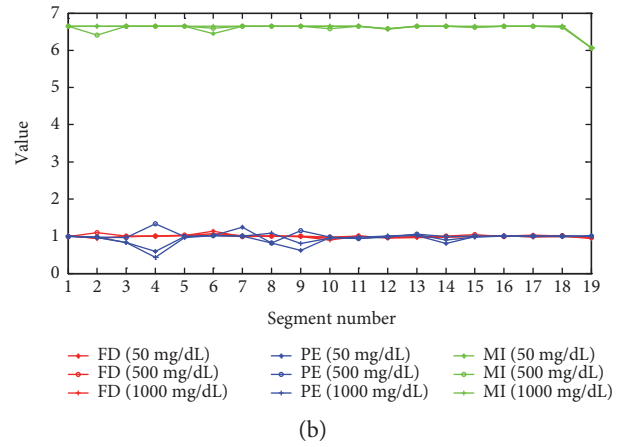 7
6
5
4
3
2
1
0
Value
1 2 3 4 5 6 7 8 9 10 11 12 13 14 15 16 17 18 19
Segment number
FD (50 mg/dL) PE (50 mg/dL) MI (50 mg/dL)
FD (500 mg/dL) PE (500 mg/dL) MI (500 mg/dL)
FD (1000 mg/dL) PE (1000 mg/dL) MI (1000 mg/dL)
(b)